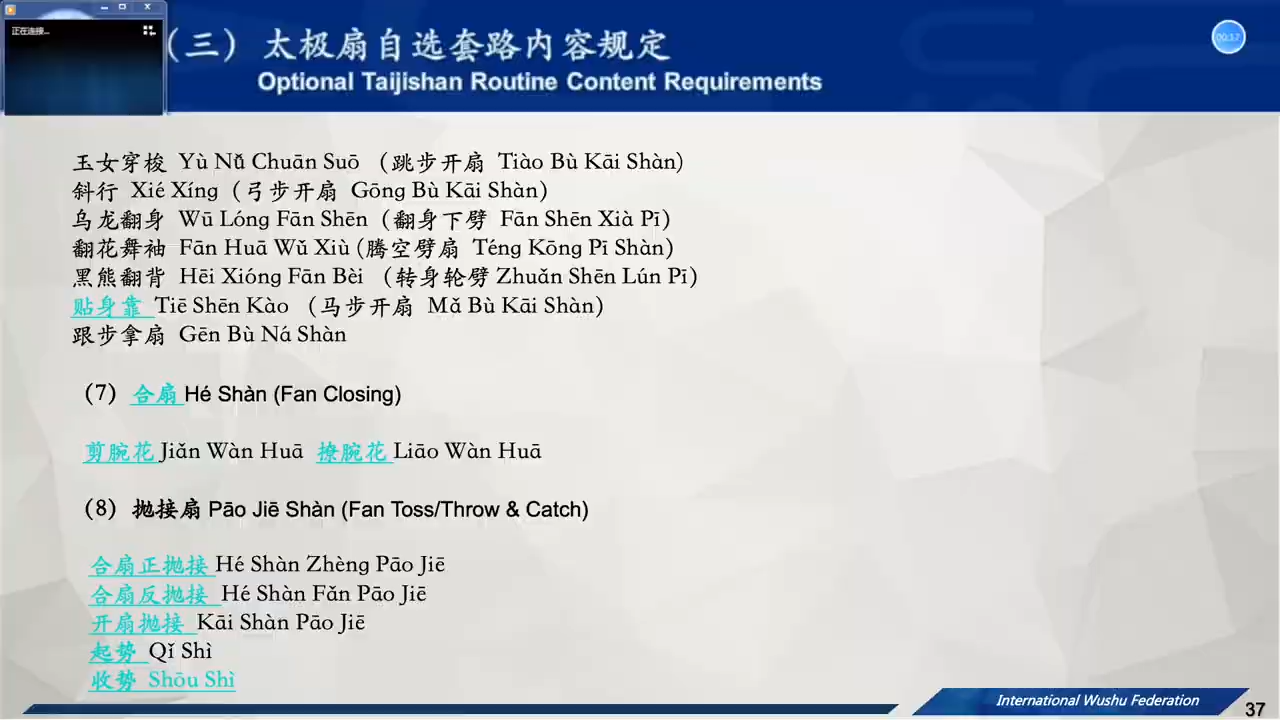 正在连接...
（三）太极扇自选套路内容规定
00:17
Optional Taijishan Routine Content Requirements
玉女穿梭 Yù Nǚ Chuān Suō （跳步开扇 Tiào Bù Kāi Shàn)
斜行 Xié Xíng（弓步开扇 Gōng Bù Kāi Shàn）
乌龙翻身 Wū Lóng Fān Shēn（翻身下劈 Fān Shēn Xià Pī）
翻花舞袖 Fān Huā Wǔ Xiù (腾空劈扇 Téng Kōng Pī Shàn）
黑熊翻背 Hēi Xióng Fān Bèi （转身轮劈 Zhuǎn Shēn Lún Pī）
贴身靠 Tiē Shēn Kào （马步开扇 Mǎ Bù Kāi Shàn）
跟步拿扇 Gēn Bù Ná Shàn
（7）合扇 Hé Shàn (Fan Closing)
剪腕花 Jiǎn Wàn Huā 撩腕花 Liāo Wàn Huā
（8）抛接扇 Pāo Jiē Shàn (Fan Toss/Throw & Catch)
合扇正抛接 Hé Shàn Zhèng Pāo Jiē
合扇反抛接 Hé Shàn Fǎn Pāo Jiē
开扇抛接 Kāi Shàn Pāo Jiē
起势 Qǐ Shì
收势 Shōu Shì
International Wushu Federation
37